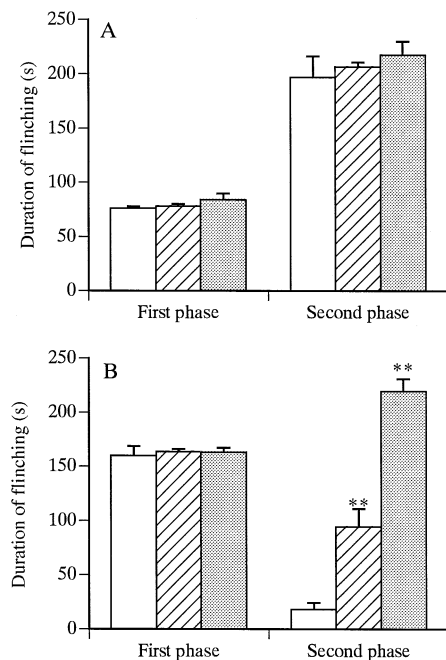 A
Duration of flinching (s)
250
200
150
100
50
0
First phase
Second phase
B
Duration of flinching (s)
250
200
150
100
50
0
**
**
First phase
Second phase